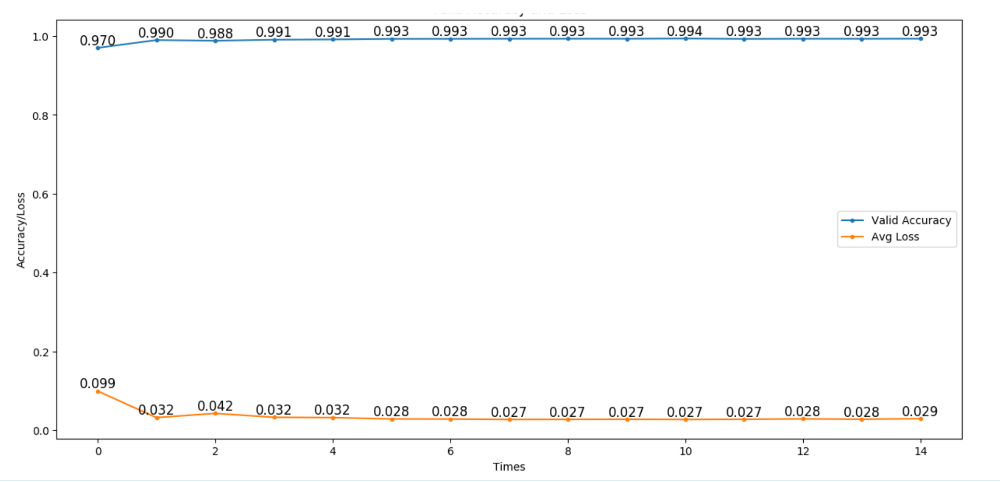 0.970 0.990 0.988 0.991 0.991 0.993 0.993 0.993 0.993 0.993 0.994 0.993 0.993 0.993 0.993
1.0
0.8
0.6
0.4
0.2
0.0
Accuracy/Loss
Valid Accuracy
Avg Loss
0.099 0.032 0.042 0.032 0.032 0.028 0.028 0.027 0.027 0.027 0.027 0.027 0.028 0.028 0.029
0 2 4 6 8 10 12 14
Times